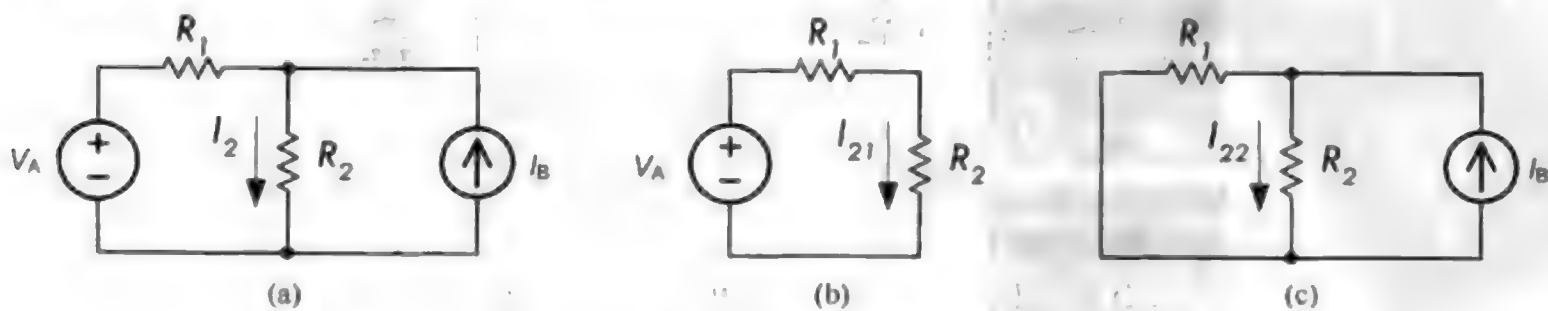 R1
VA
+
−
I2
R2
IB
(a)
R1
VA
+
−
I21
R2
(b)
R1
I22
R2
IB
(c)